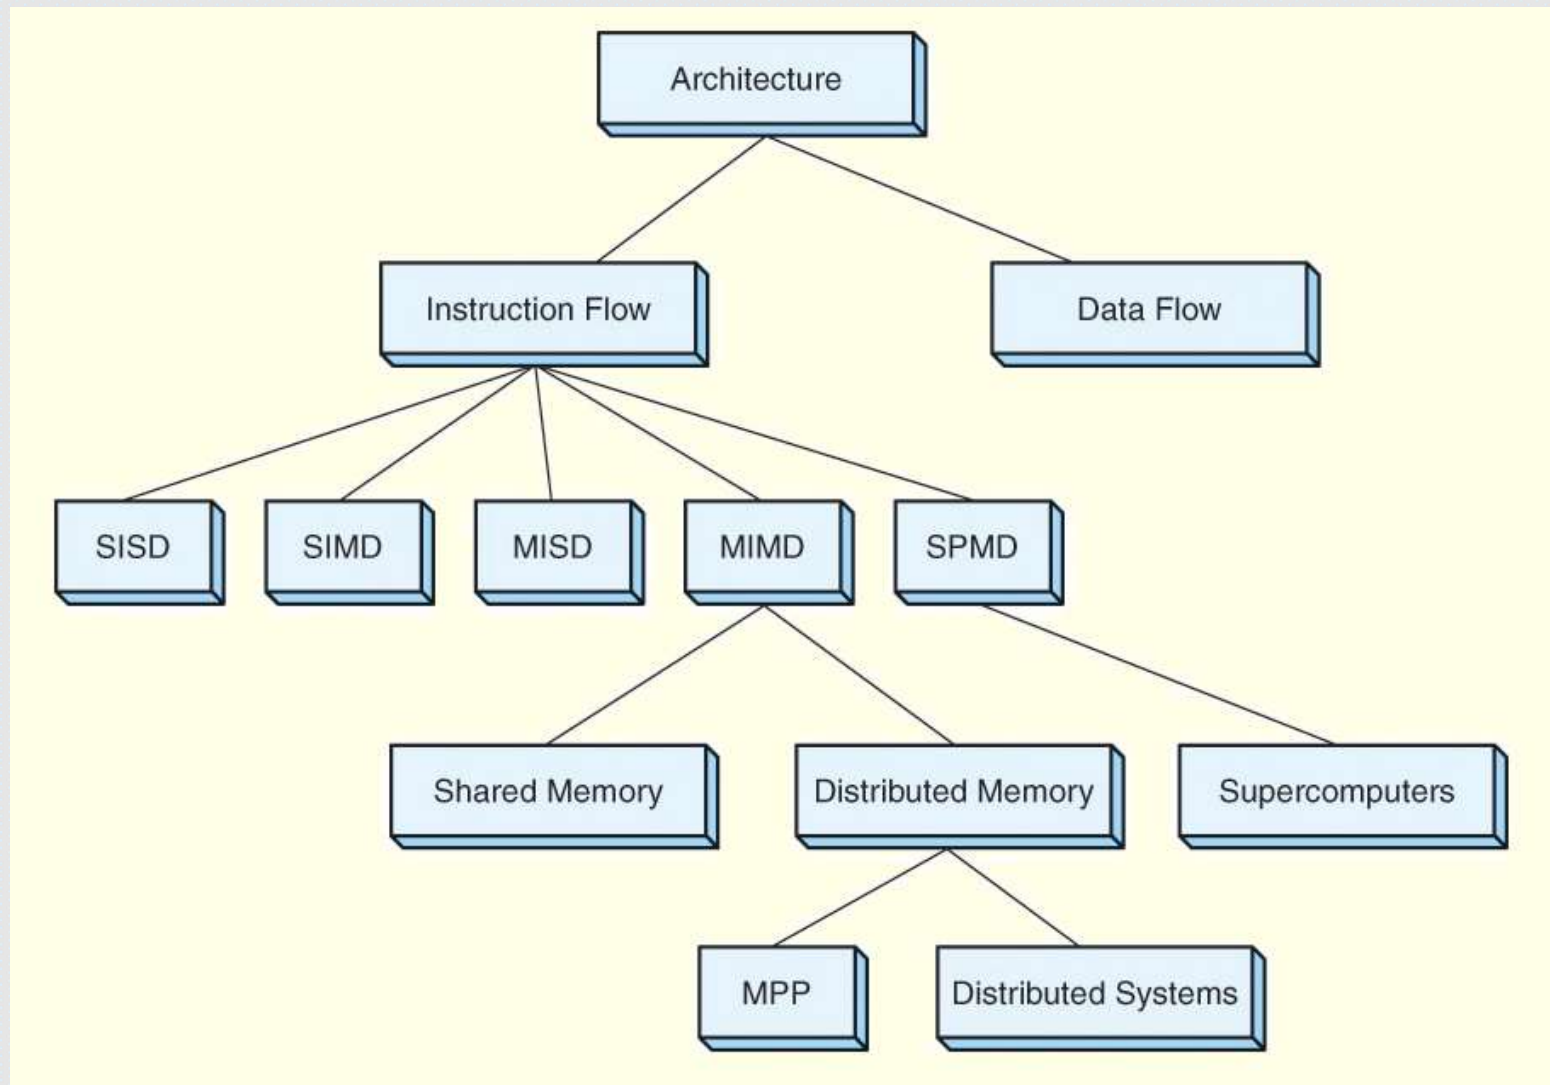 Architecture
Instruction Flow
Data Flow
SISD
SIMD
MISD
MIMD
SPMD
Shared Memory
Distributed Memory
Supercomputers
MPP
Distributed Systems